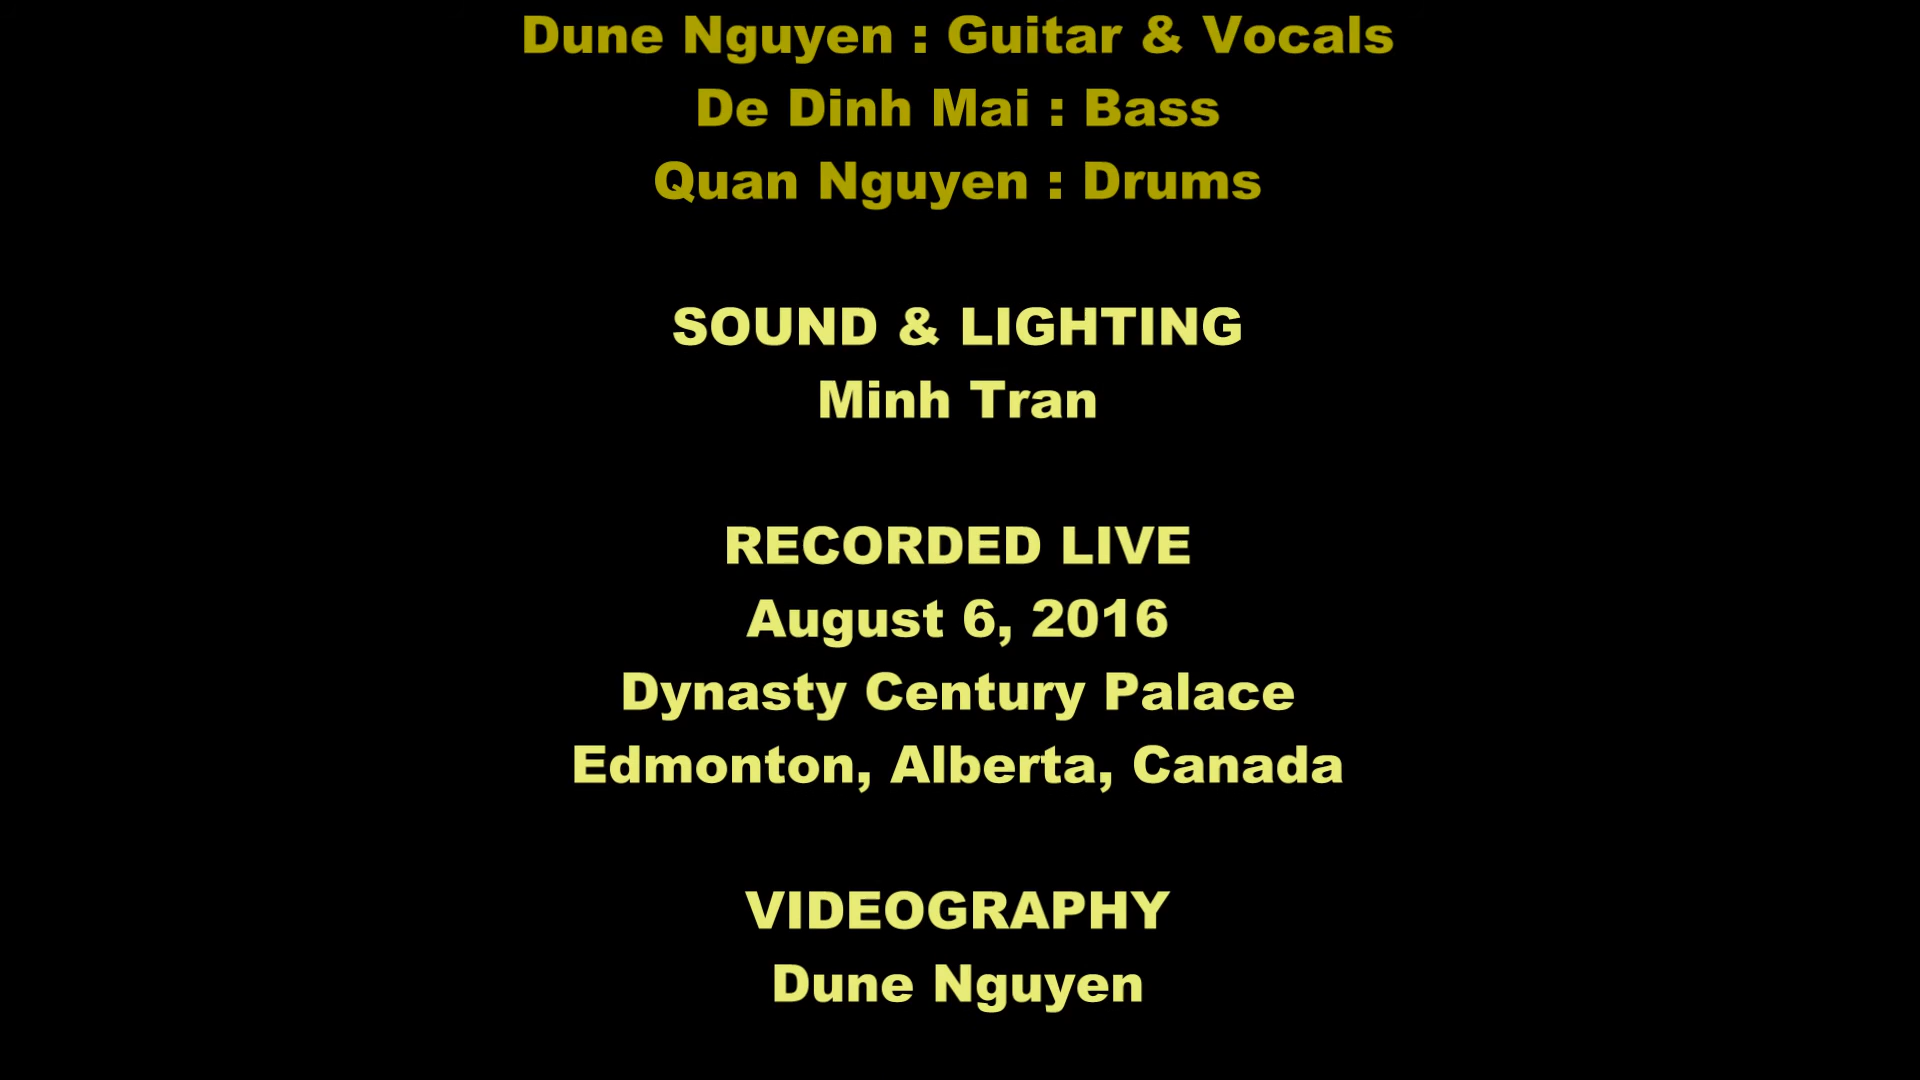 Dune Nguyen : Guitar & Vocals
De Dinh Mai : Bass
Quan Nguyen : Drums
SOUND & LIGHTING
Minh Tran
RECORDED LIVE
August 6, 2016
Dynasty Century Palace
Edmonton, Alberta, Canada
VIDEOGRAPHY
Dune Nguyen